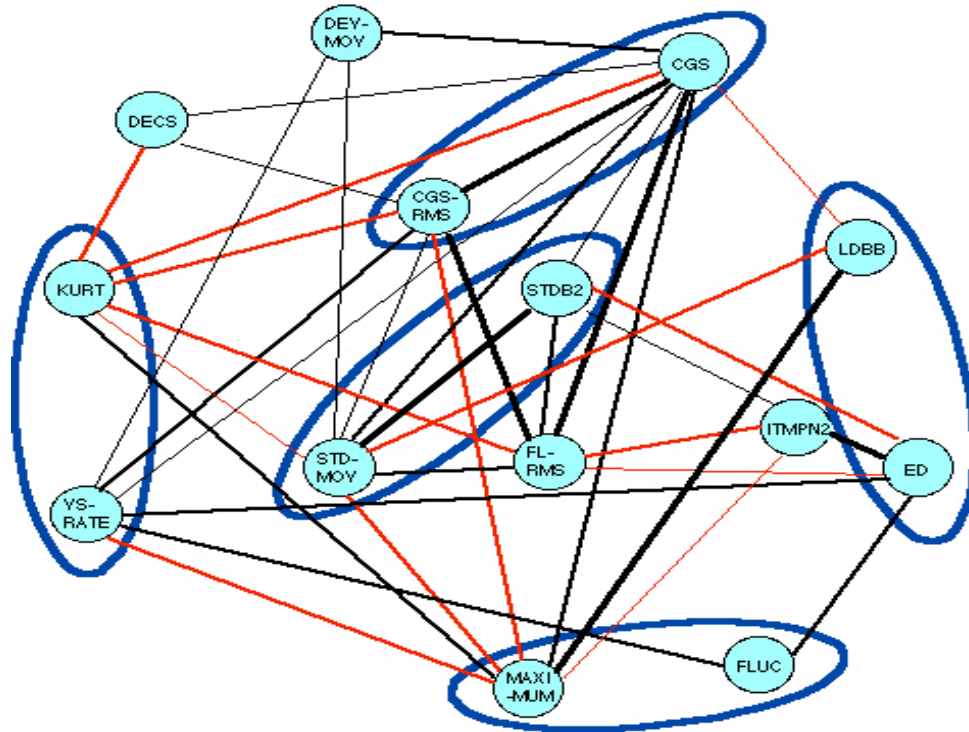 DEV-
MOY
CGS
DECS
CGS-
RMS
LDBB
KURT
STDB2
ITMPN2
STD-
MOY
FL-
RMS
ED
YS-
RATE
FLUC
MAXI
-MUM